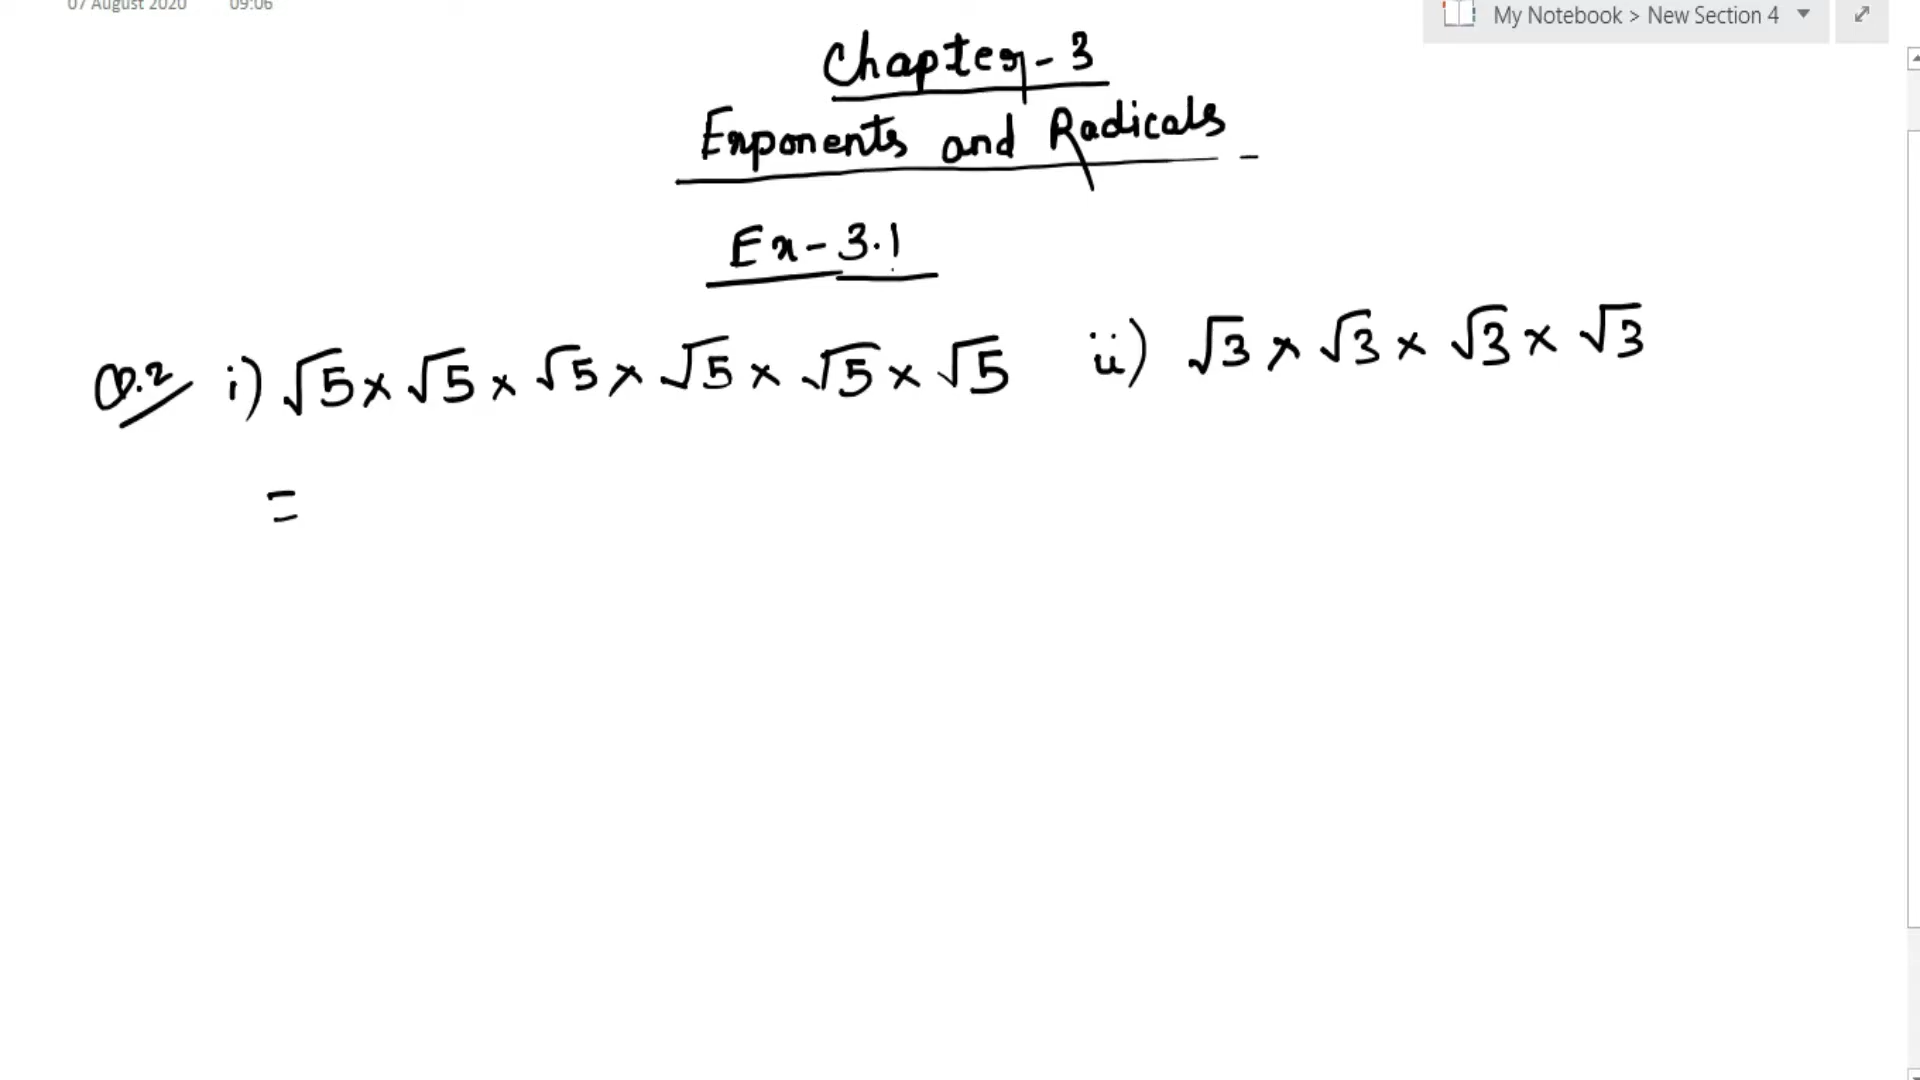 07 August 2020 09:06
My Notebook > New Section 4
Chapter - 3
Exponents and Radicals
Ex - 3.1
Q.2 i) √5 × √5 × √5 × √5 × √5 × √5 ii) √3 × √3 × √3 × √3
=